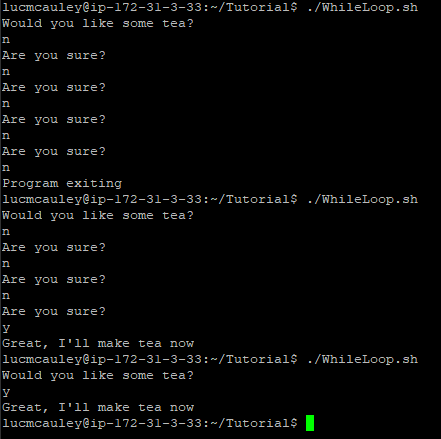 lucmcauley@ip-172-31-3-33:~/Tutorial$ ./WhileLoop.sh
Would you like some tea?
n
Are you sure?
n
Are you sure?
n
Are you sure?
n
Are you sure?
n
Program exiting
lucmcauley@ip-172-31-3-33:~/Tutorial$ ./WhileLoop.sh
Would you like some tea?
n
Are you sure?
n
Are you sure?
n
Are you sure?
y
Great, I'll make tea now
lucmcauley@ip-172-31-3-33:~/Tutorial$ ./WhileLoop.sh
Would you like some tea?
y
Great, I'll make tea now
lucmcauley@ip-172-31-3-33:~/Tutorial$